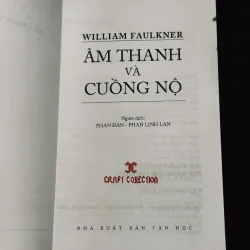 WILLIAM FAULKNER
ÂM THANH
VÀ
CUỒNG NỘ
Người dịch:
PHAN ĐAN - PHAN LINH LAN
CRAFT COLLECTION
NHÀ XUẤT BẢN VĂN HỌC